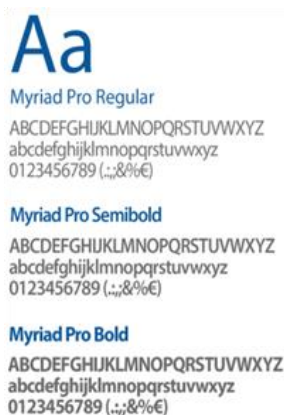 Aa
Myriad Pro Regular
ABCDEFGHIJKLMNOPQRSTUVWXYZ
abcdefghijklmnopqrstuvwxyz
0123456789 (.:,;&%€)
Myriad Pro Semibold
ABCDEFGHIJKLMNOPQRSTUVWXYZ
abcdefghijklmnopqrstuvwxyz
0123456789 (.:,;&%€)
Myriad Pro Bold
ABCDEFGHIJKLMNOPQRSTUVWXYZ
abcdefghijklmnopqrstuvwxyz
0123456789 (.:,;&%€)